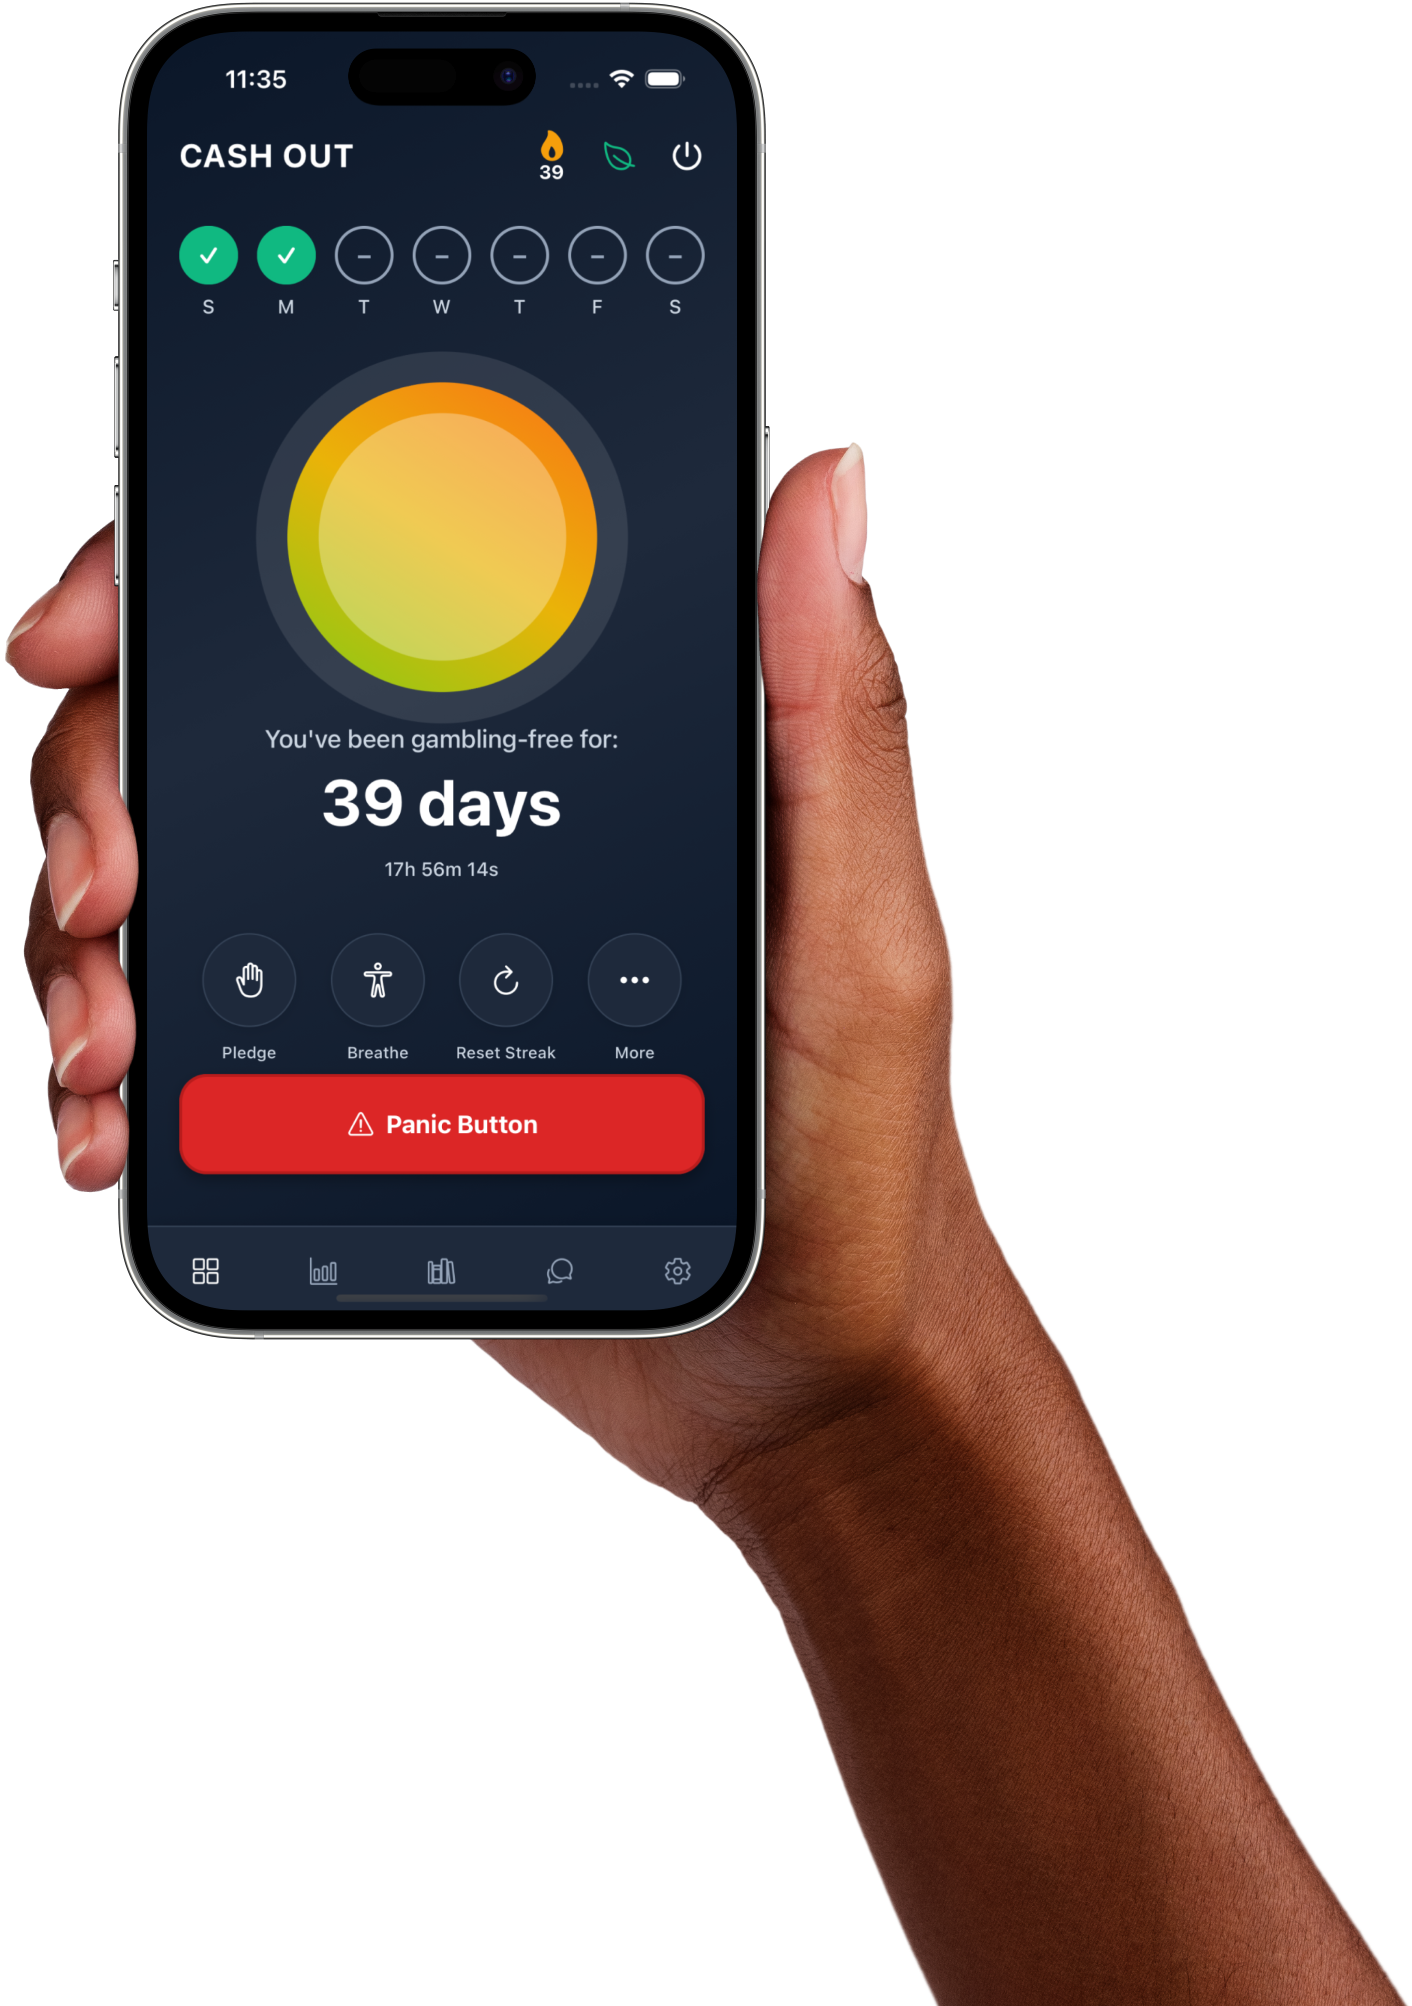 11:35
CASH OUT
39
S M T W T F S
You've been gambling-free for:
39 days
17h 56m 14s
Pledge Breathe Reset Streak More
Panic Button